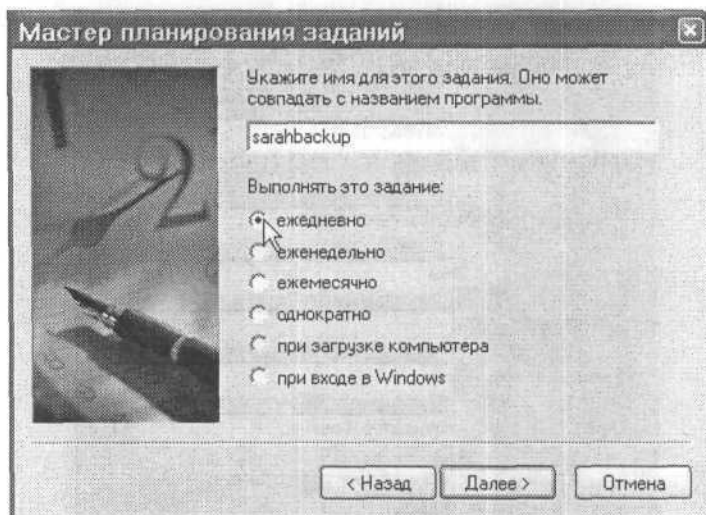 Мастер планирования заданий
Укажите имя для этого задания. Оно может
совпадать с названием программы.
sarahbackup
Выполнять это задание:
ежедневно
еженедельно
ежемесячно
однократно
при загрузке компьютера
при входе в Windows
< Назад
Далее >
Отмена